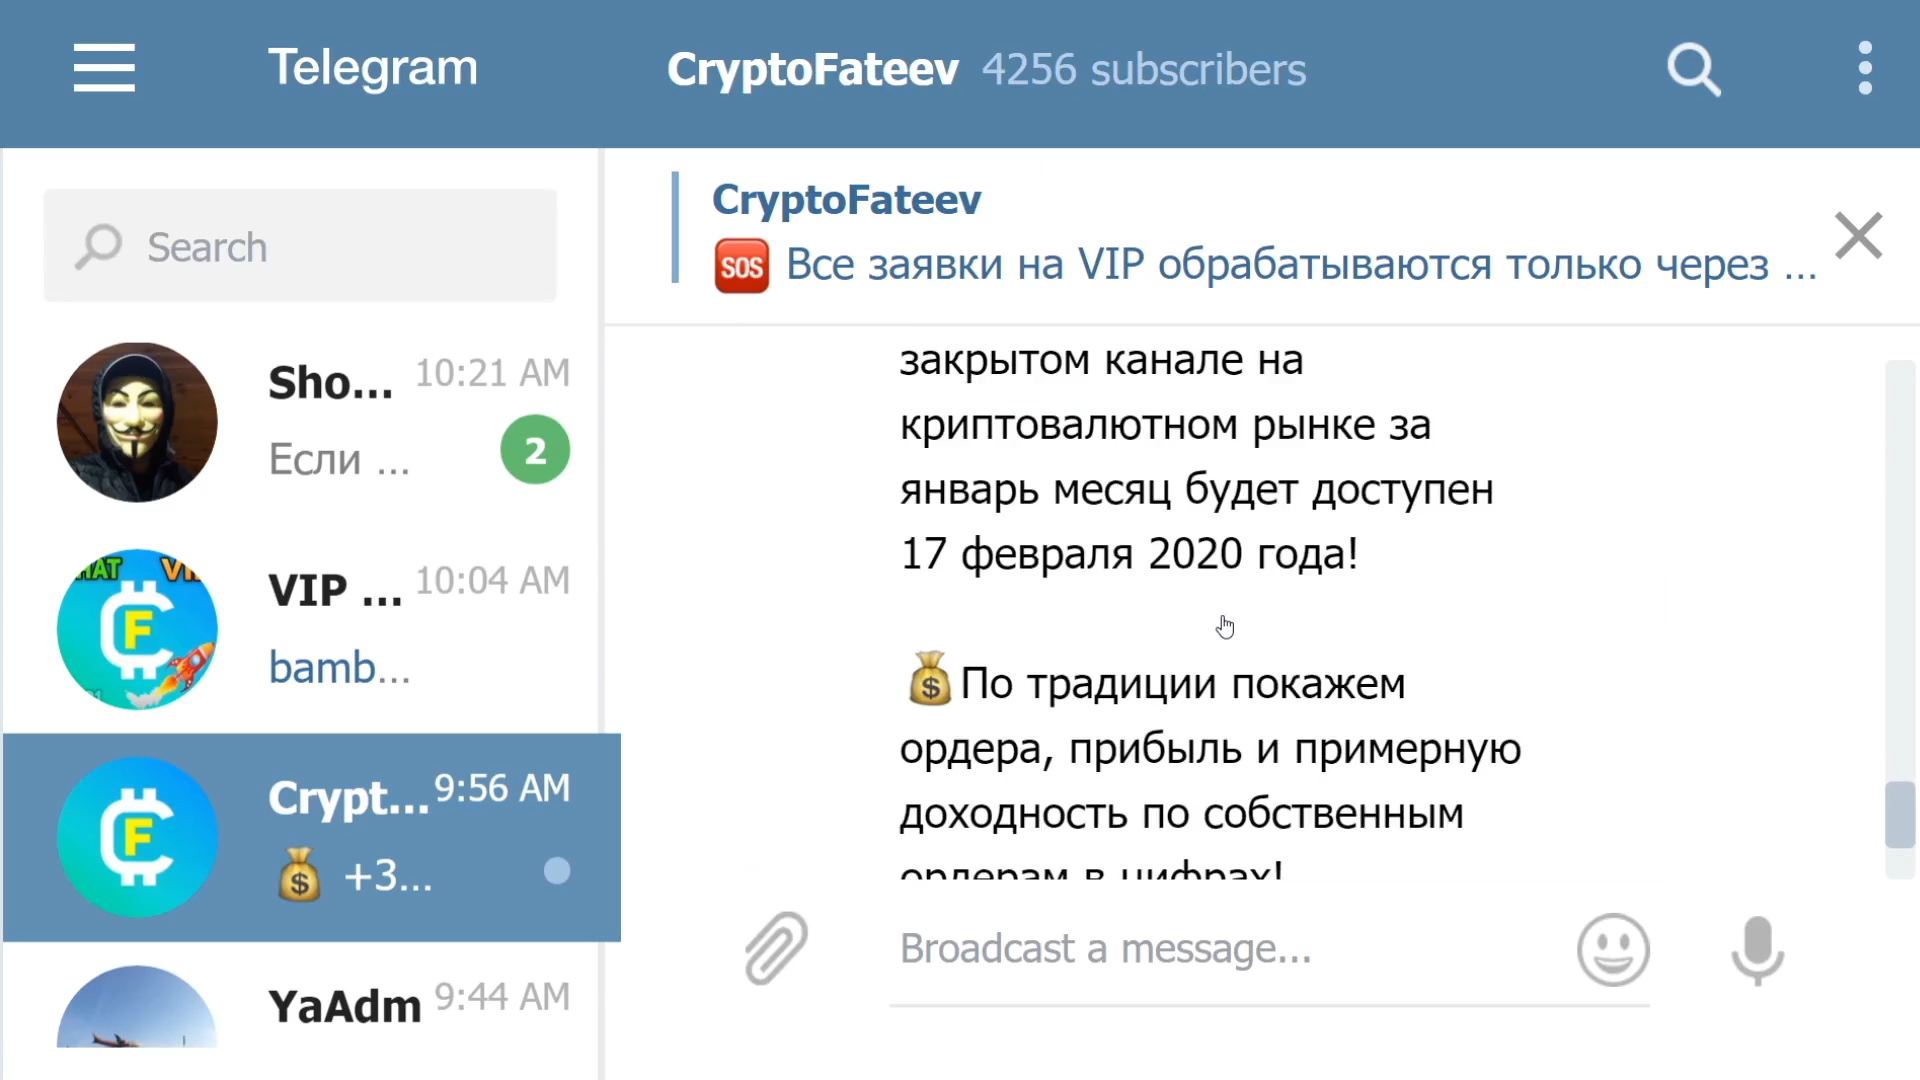 Telegram
CryptoFateev 4256 subscribers
Search
CryptoFateev
SOS Все заявки на VIP обрабатываются только через ...
Sho... 10:21 AM
Если ... 2
VIP ... 10:04 AM
bamb...
Crypt... 9:56 AM
+3...
YaAdm 9:44 AM
закрытом канале на
криптовалютном рынке за
январь месяц будет доступен
17 февраля 2020 года!
По традиции покажем
ордера, прибыль и примерную
доходность по собственным
ордерам в цифрах!
Broadcast a message...